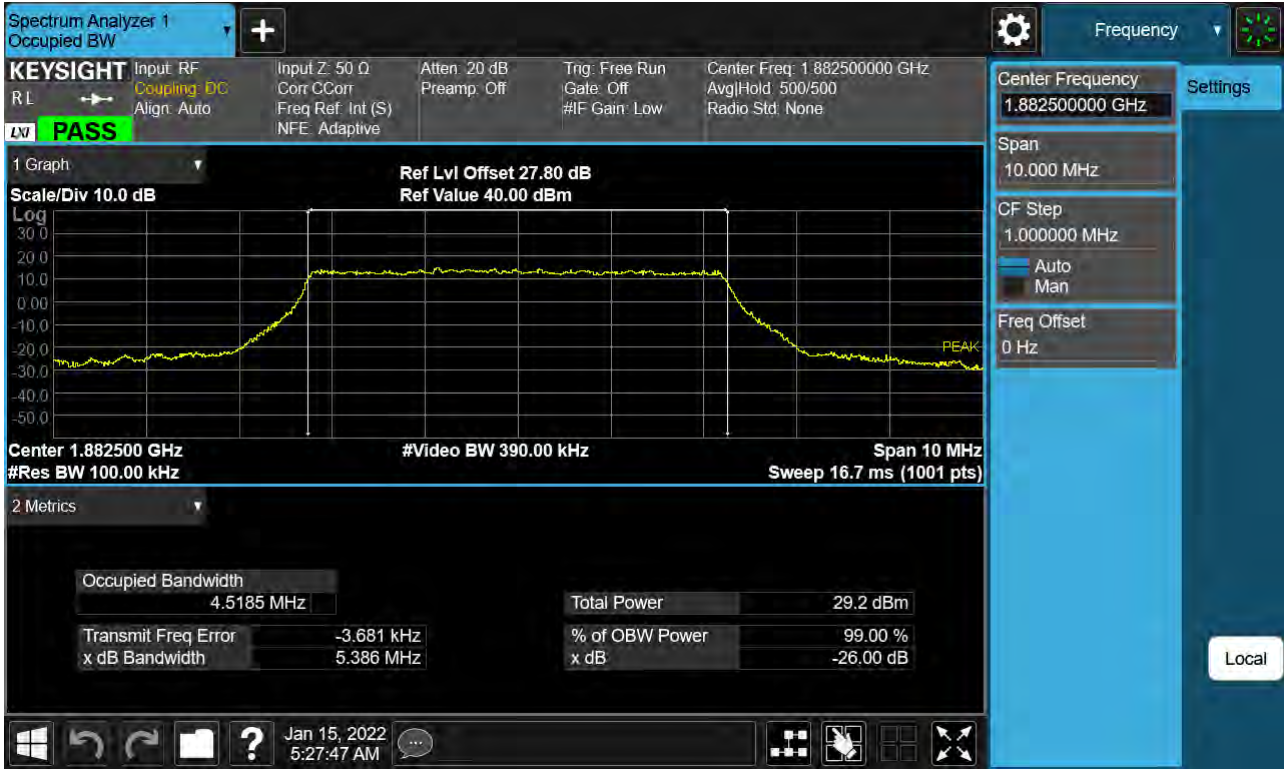 Spectrum Analyzer 1
Occupied BW
+
Frequency
KEYSIGHT
R L
LXI
PASS
Input: RF
Coupling: DC
Align: Auto
Input Z: 50 Ω
Corr CCorr
Freq Ref: Int (S)
NFE: Adaptive
Atten: 20 dB
Preamp: Off
Trig: Free Run
Gate: Off
#IF Gain: Low
Center Freq: 1.882500000 GHz
Avg|Hold: 500/500
Radio Std: None
Center Frequency
1.882500000 GHz
Settings
Span
10.000 MHz
CF Step
1.000000 MHz
Auto
Man
Freq Offset
0 Hz
Local
1 Graph
Scale/Div 10.0 dB
Ref Lvl Offset 27.80 dB
Ref Value 40.00 dBm
Log
30.0
20.0
10.0
0.00
-10.0
-20.0
-30.0
-40.0
-50.0
PEAK
Center 1.882500 GHz
#Video BW 390.00 kHz
Span 10 MHz
#Res BW 100.00 kHz
Sweep 16.7 ms (1001 pts)
2 Metrics
Occupied Bandwidth
4.5185 MHz
Total Power 29.2 dBm
Transmit Freq Error -3.681 kHz
% of OBW Power 99.00 %
x dB Bandwidth 5.386 MHz
x dB -26.00 dB
?
Jan 15, 2022
5:27:47 AM